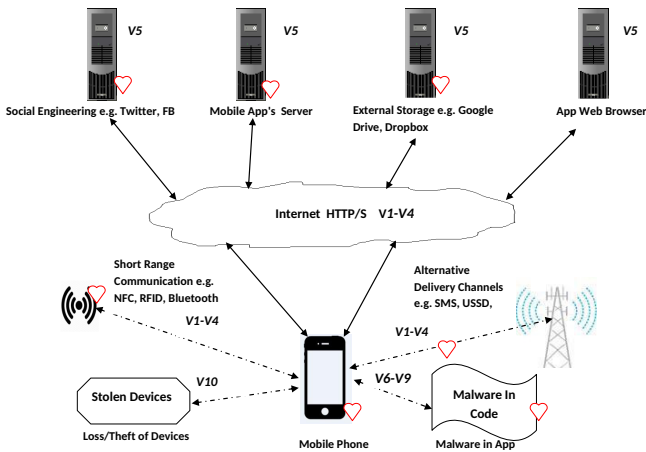 V5
V5
V5
V5
Social Engineering e.g. Twitter, FB
Mobile App's Server
External Storage e.g. Google
Drive, Dropbox
App Web Browser
Internet HTTP/S V1-V4
Short Range
Communication e.g.
NFC, RFID, Bluetooth
V1-V4
Alternative
Delivery Channels
e.g. SMS, USSD,
V1-V4
V10
Stolen Devices
Loss/Theft of Devices
Mobile Phone
V6-V9
Malware In
Code
Malware in App